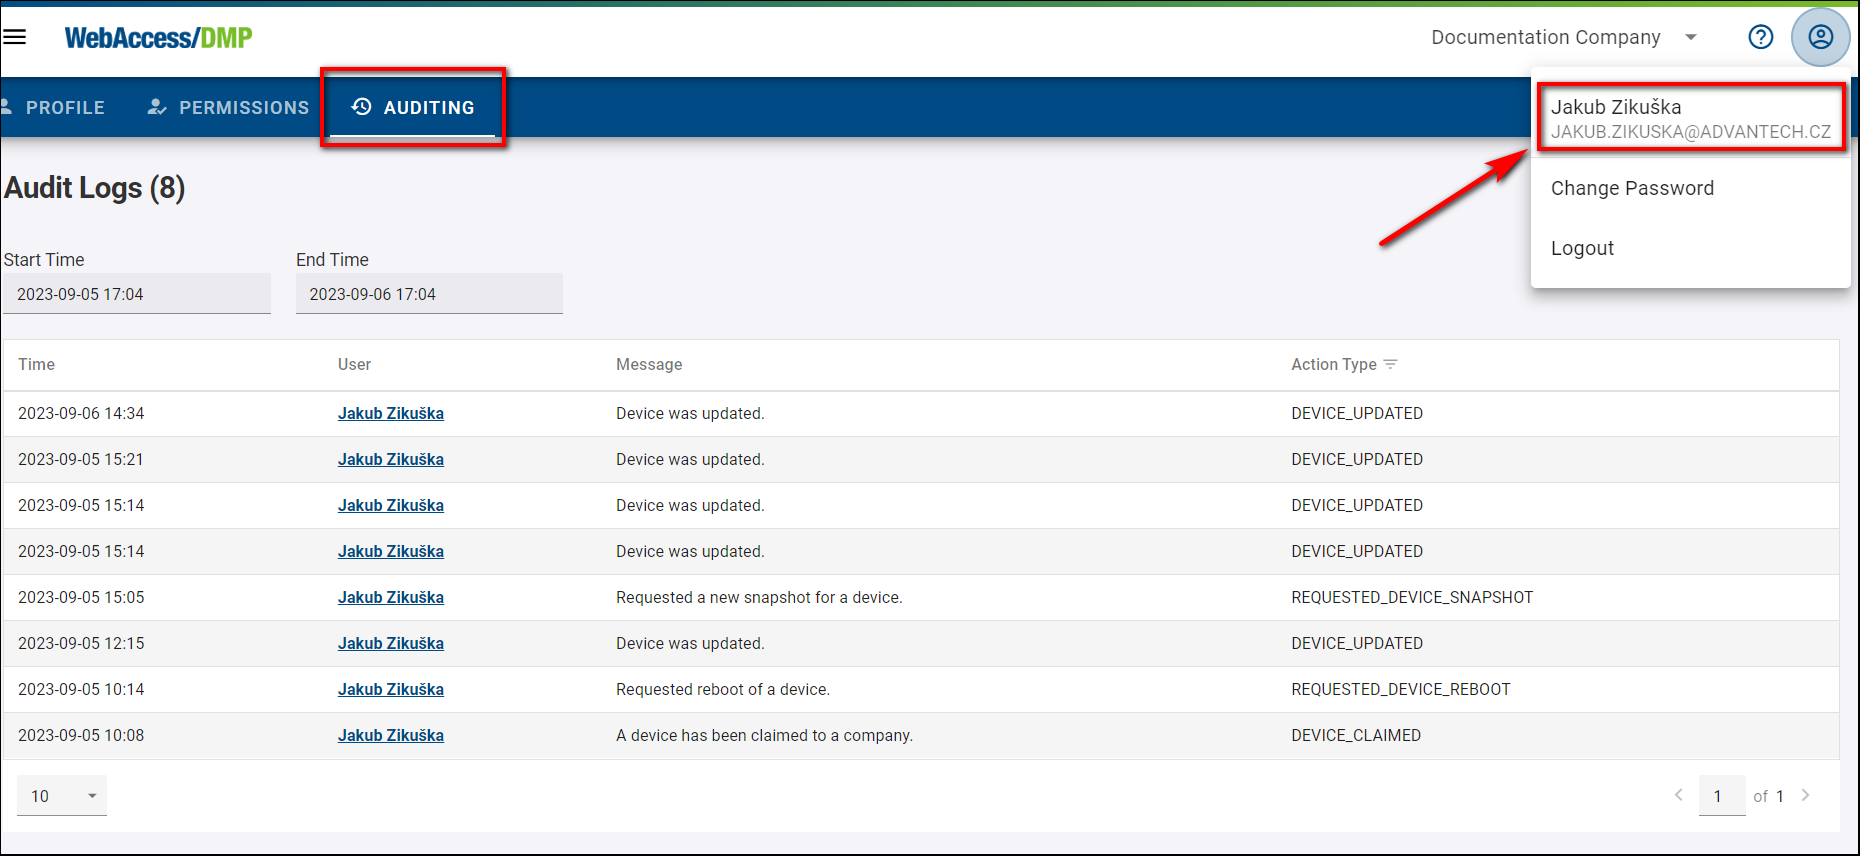 WebAccess/DMP
Documentation Company
PROFILE
PERMISSIONS
AUDITING
Jakub Zikuška
JAKUB.ZIKUSKA@ADVANTECH.CZ
Change Password
Logout
Audit Logs (8)
Start Time
End Time
2023-09-05 17:04
2023-09-06 17:04
Time User Message Action Type
2023-09-06 14:34 Jakub Zikuška Device was updated. DEVICE_UPDATED
2023-09-05 15:21 Jakub Zikuška Device was updated. DEVICE_UPDATED
2023-09-05 15:14 Jakub Zikuška Device was updated. DEVICE_UPDATED
2023-09-05 15:14 Jakub Zikuška Device was updated. DEVICE_UPDATED
2023-09-05 15:05 Jakub Zikuška Requested a new snapshot for a device. REQUESTED_DEVICE_SNAPSHOT
2023-09-05 12:15 Jakub Zikuška Device was updated. DEVICE_UPDATED
2023-09-05 10:14 Jakub Zikuška Requested reboot of a device. REQUESTED_DEVICE_REBOOT
2023-09-05 10:08 Jakub Zikuška A device has been claimed to a company. DEVICE_CLAIMED
10
1 of 1